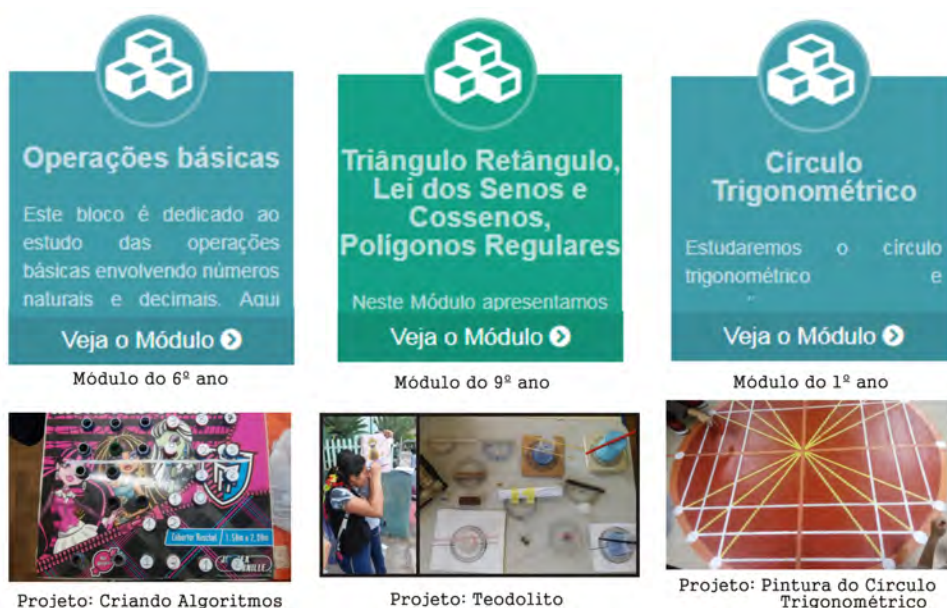 Operações básicas
Este bloco é dedicado ao
estudo das operações
básicas envolvendo números
naturais e decimais. Aqui
Veja o Módulo
Módulo do 6º ano
Triângulo Retângulo,
Lei dos Senos e
Cossenos,
Polígonos Regulares
Neste Módulo apresentamos
Veja o Módulo
Módulo do 9º ano
Círculo
Trigonométrico
Estudaremos o círculo
trigonométrico e
Veja o Módulo
Módulo do 1º ano
Projeto: Criando Algoritmos
Projeto: Teodolito
Projeto: Pintura do Círculo
Trigonométrico